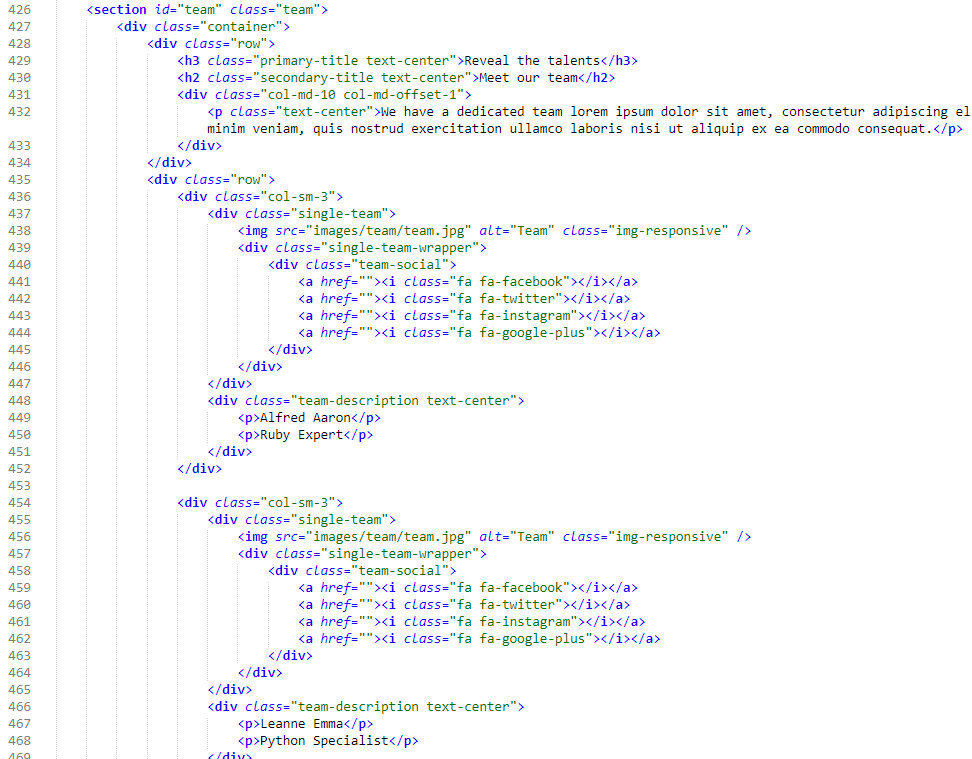 426 <section id="team" class="team">
427 <div class="container">
428 <div class="row">
429 <h3 class="primary-title text-center">Reveal the talents</h3>
430 <h2 class="secondary-title text-center">Meet our team</h2>
431 <div class="col-md-10 col-md-offset-1">
432 <p class="text-center">We have a dedicated team lorem ipsum dolor sit amet, consectetur adipiscing el
minim veniam, quis nostrud exercitation ullamco laboris nisi ut aliquip ex ea commodo consequat.</p>
433 </div>
434 </div>
435 <div class="row">
436 <div class="col-sm-3">
437 <div class="single-team">
438 <img src="images/team/team.jpg" alt="Team" class="img-responsive" />
439 <div class="single-team-wrapper">
440 <div class="team-social">
441 <a href=""><i class="fa fa-facebook"></i></a>
442 <a href=""><i class="fa fa-twitter"></i></a>
443 <a href=""><i class="fa fa-instagram"></i></a>
444 <a href=""><i class="fa fa-google-plus"></i></a>
445 </div>
446 </div>
447 </div>
448 <div class="team-description text-center">
449 <p>Alfred Aaron</p>
450 <p>Ruby Expert</p>
451 </div>
452 </div>
453
454 <div class="col-sm-3">
455 <div class="single-team">
456 <img src="images/team/team.jpg" alt="Team" class="img-responsive" />
457 <div class="single-team-wrapper">
458 <div class="team-social">
459 <a href=""><i class="fa fa-facebook"></i></a>
460 <a href=""><i class="fa fa-twitter"></i></a>
461 <a href=""><i class="fa fa-instagram"></i></a>
462 <a href=""><i class="fa fa-google-plus"></i></a>
463 </div>
464 </div>
465 </div>
466 <div class="team-description text-center">
467 <p>Leanne Emma</p>
468 <p>Python Specialist</p>
469 </div>